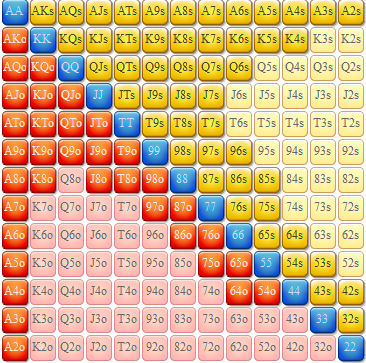 AA AKs AQs AJs ATs A9s A8s A7s A6s A5s A4s A3s A2s
AKo KK KQs KJs KTs K9s K8s K7s K6s K5s K4s K3s K2s
AQo KQo QQ QJs QTs Q9s Q8s Q7s Q6s Q5s Q4s Q3s Q2s
AJo KJo QJo JJ JTs J9s J8s J7s J6s J5s J4s J3s J2s
ATo KTo QTo JTo TT T9s T8s T7s T6s T5s T4s T3s T2s
A9o K9o Q9o J9o T9o 99 98s 97s 96s 95s 94s 93s 92s
A8o K8o Q8o J8o T8o 98o 88 87s 86s 85s 84s 83s 82s
A7o K7o Q7o J7o T7o 97o 87o 77 76s 75s 74s 73s 72s
A6o K6o Q6o J6o T6o 96o 86o 76o 66 65s 64s 63s 62s
A5o K5o Q5o J5o T5o 95o 85o 75o 65o 55 54s 53s 52s
A4o K4o Q4o J4o T4o 94o 84o 74o 64o 54o 44 43s 42s
A3o K3o Q3o J3o T3o 93o 83o 73o 63o 53o 43o 33 32s
A2o K2o Q2o J2o T2o 92o 82o 72o 62o 52o 42o 32o 22